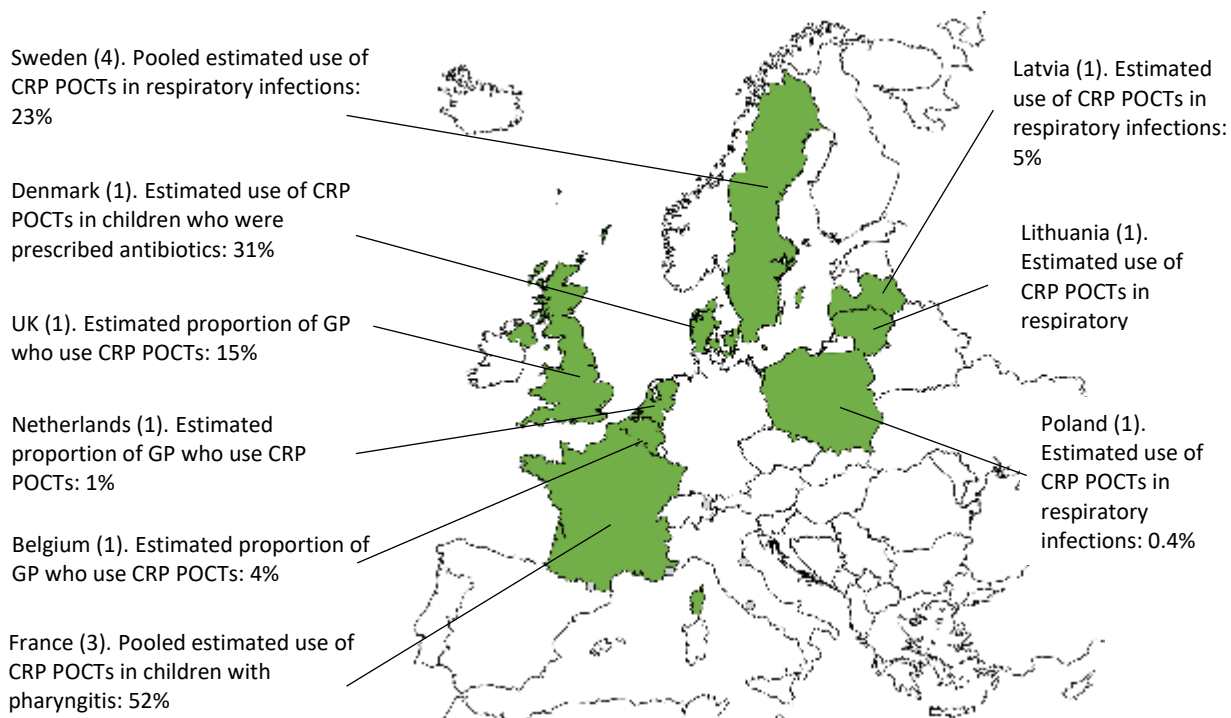 Sweden (4). Pooled estimated use of
CRP POCTs in respiratory infections:
23%
Denmark (1). Estimated use of CRP
POCTs in children who were
prescribed antibiotics: 31%
UK (1). Estimated proportion of GP
who use CRP POCTs: 15%
Netherlands (1). Estimated
proportion of GP who use CRP
POCTs: 1%
Belgium (1). Estimated proportion of
GP who use CRP POCTs: 4%
France (3). Pooled estimated use of
CRP POCTs in children with
pharyngitis: 52%
Latvia (1). Estimated
use of CRP POCTs in
respiratory infections:
5%
Lithuania (1).
Estimated use of
CRP POCTs in
respiratory
Poland (1).
Estimated use of
CRP POCTs in
respiratory
infections: 0.4%